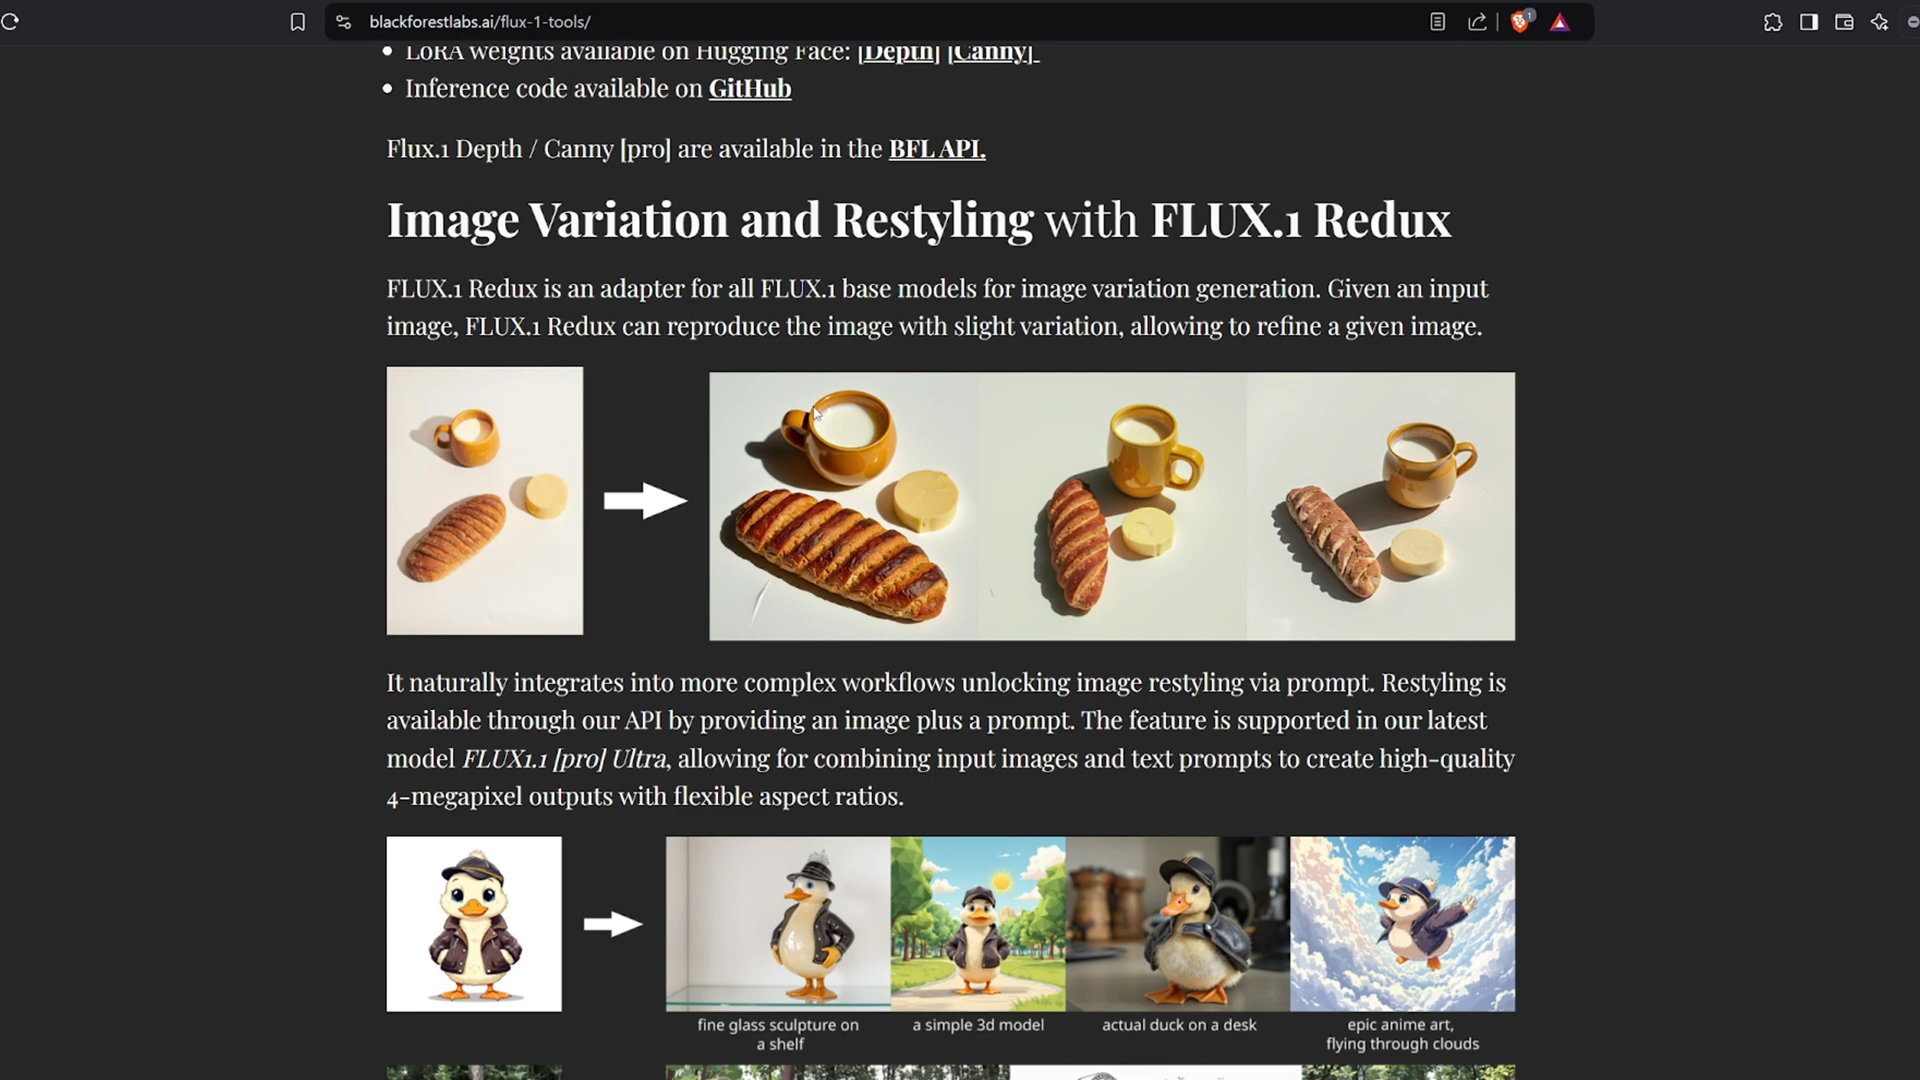 blackforestlabs.ai/flux-1-tools/
1
• LoRA weights available on Hugging Face: [Depth] [Canny]
• Inference code available on GitHub
Flux.1 Depth / Canny [pro] are available in the BFL API.
Image Variation and Restyling with FLUX.1 Redux
FLUX.1 Redux is an adapter for all FLUX.1 base models for image variation generation. Given an input
image, FLUX.1 Redux can reproduce the image with slight variation, allowing to refine a given image.
It naturally integrates into more complex workflows unlocking image restyling via prompt. Restyling is
available through our API by providing an image plus a prompt. The feature is supported in our latest
model FLUX1.1 [pro] Ultra, allowing for combining input images and text prompts to create high-quality
4-megapixel outputs with flexible aspect ratios.
fine glass sculpture on
a shelf
a simple 3d model
actual duck on a desk
epic anime art,
flying through clouds